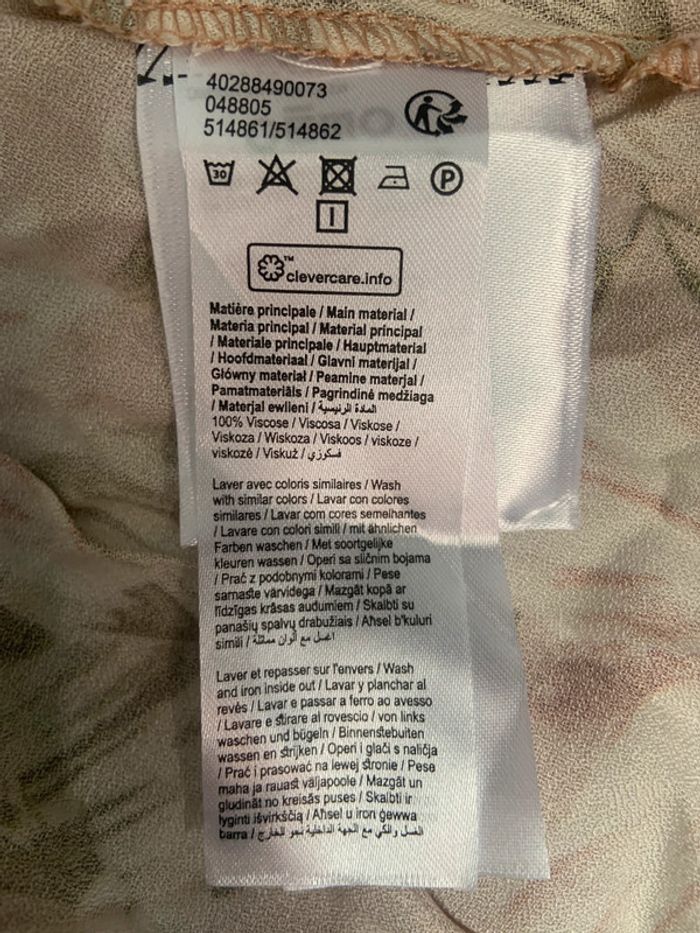 40288490073
048805
514861/514862
30
P
clevercare.info
Matière principale / Main material /
Materia principal / Material principal
/ Materiale principale / Hauptmaterial
/ Hoofdmateriaal / Glavni materijal /
Główny materiał / Peamine materjal /
Pamatmateriāls / Pagrindinė medžiaga
/ Materjal ewlieni / المادة الرئيسية
100% Viscose / Viscosa / Viskose /
Viskoza / Wiskoza / Viskoos / viskoze /
viskozė / Viskuż / فسكوزي
Laver avec coloris similaires / Wash
with similar colors / Lavar con colores
similares / Lavar com cores semelhantes
/ Lavare con colori simili / mit ähnlichen
Farben waschen / Met soortgelijke
kleuren wassen / Operi sa sličnim bojama
/ Prać z podobnymi kolorami / Pese
samaste värvidega / Mazgāt kopā ar
līdzīgas krāsas audumiem / Skalbti su
panašių spalvų drabužiais / Aħsel b'kuluri
simili / اغسل مع ألوان مماثلة
Laver et repasser sur l'envers / Wash
and iron inside out / Lavar y planchar al
revés / Lavar e passar a ferro ao avesso
/ Lavare e stirare al rovescio / von links
waschen und bügeln / Binnenstebuiten
wassen en strijken / Operi i glači s naličja
/ Prać i prasować na lewej stronie / Pese
maha ja rauast väljapoole / Mazgāt un
gludināt no kreisās puses / Skalbti ir
lyginti išvirkščią / Aħsel u iron ġewwa
barra / الغسل والكي مع الجهة الداخلية نحو للخارج